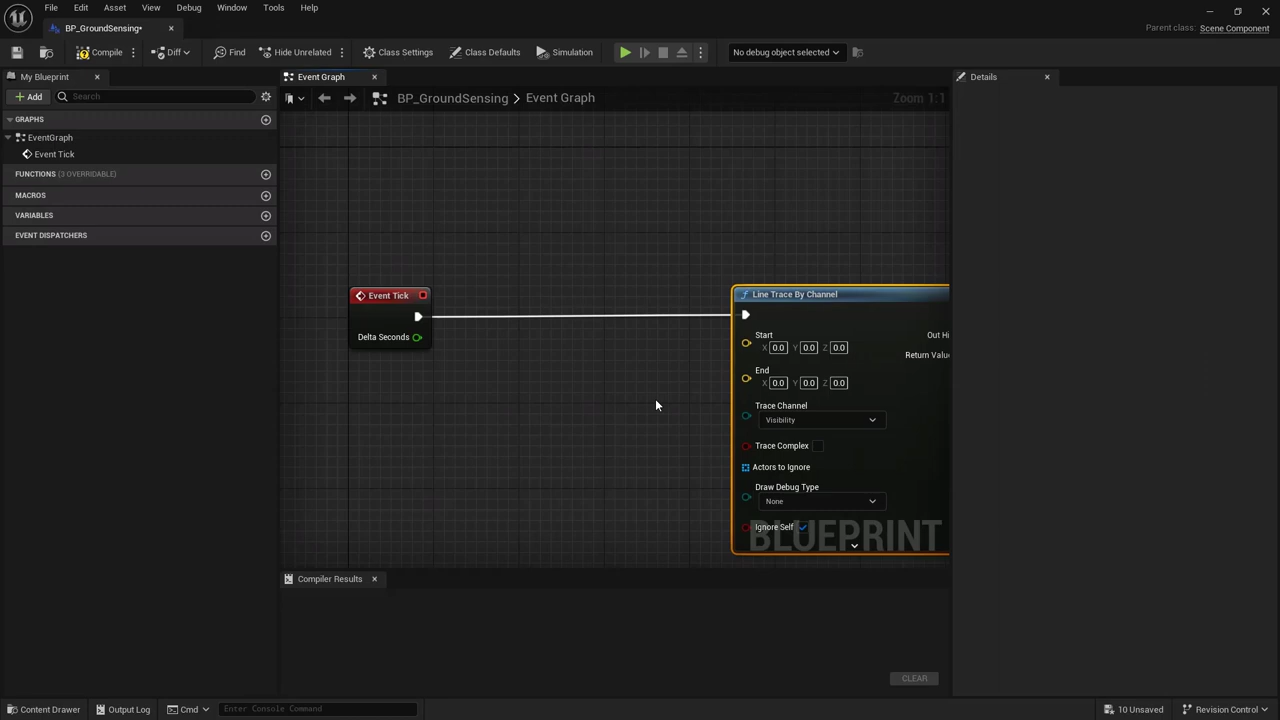 File Edit Asset View Debug Window Tools Help
BP_GroundSensing•
Parent class: Scene Component
Compile Diff Find Hide Unrelated Class Settings Class Defaults Simulation No debug object selected
My Blueprint
Event Graph
Details
Add Search
BP_GroundSensing > Event Graph
Zoom 1:1
GRAPHS
EventGraph
Event Tick
FUNCTIONS (3 OVERRIDABLE)
MACROS
VARIABLES
EVENT DISPATCHERS
Event Tick
Delta Seconds
Line Trace By Channel
Start
Out Hi
X 0.0 Y 0.0 Z 0.0
Return Value
End
X 0.0 Y 0.0 Z 0.0
Trace Channel
Visibility
Trace Complex
Actors to Ignore
Draw Debug Type
None
Ignore Self
BLUEPRINT
Compiler Results
CLEAR
Content Drawer Output Log Cmd Enter Console Command 10 Unsaved Revision Control